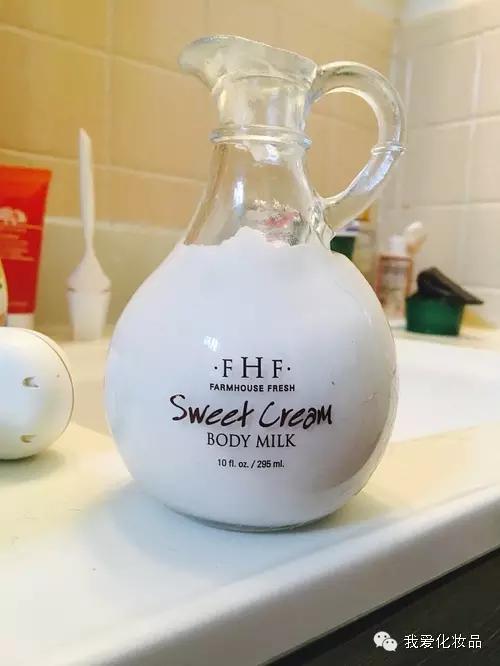 ·FHF·
FARMHOUSE FRESH
Sweet Cream
BODY MILK
10 fl. oz. / 295 ml.
我爱化妆品